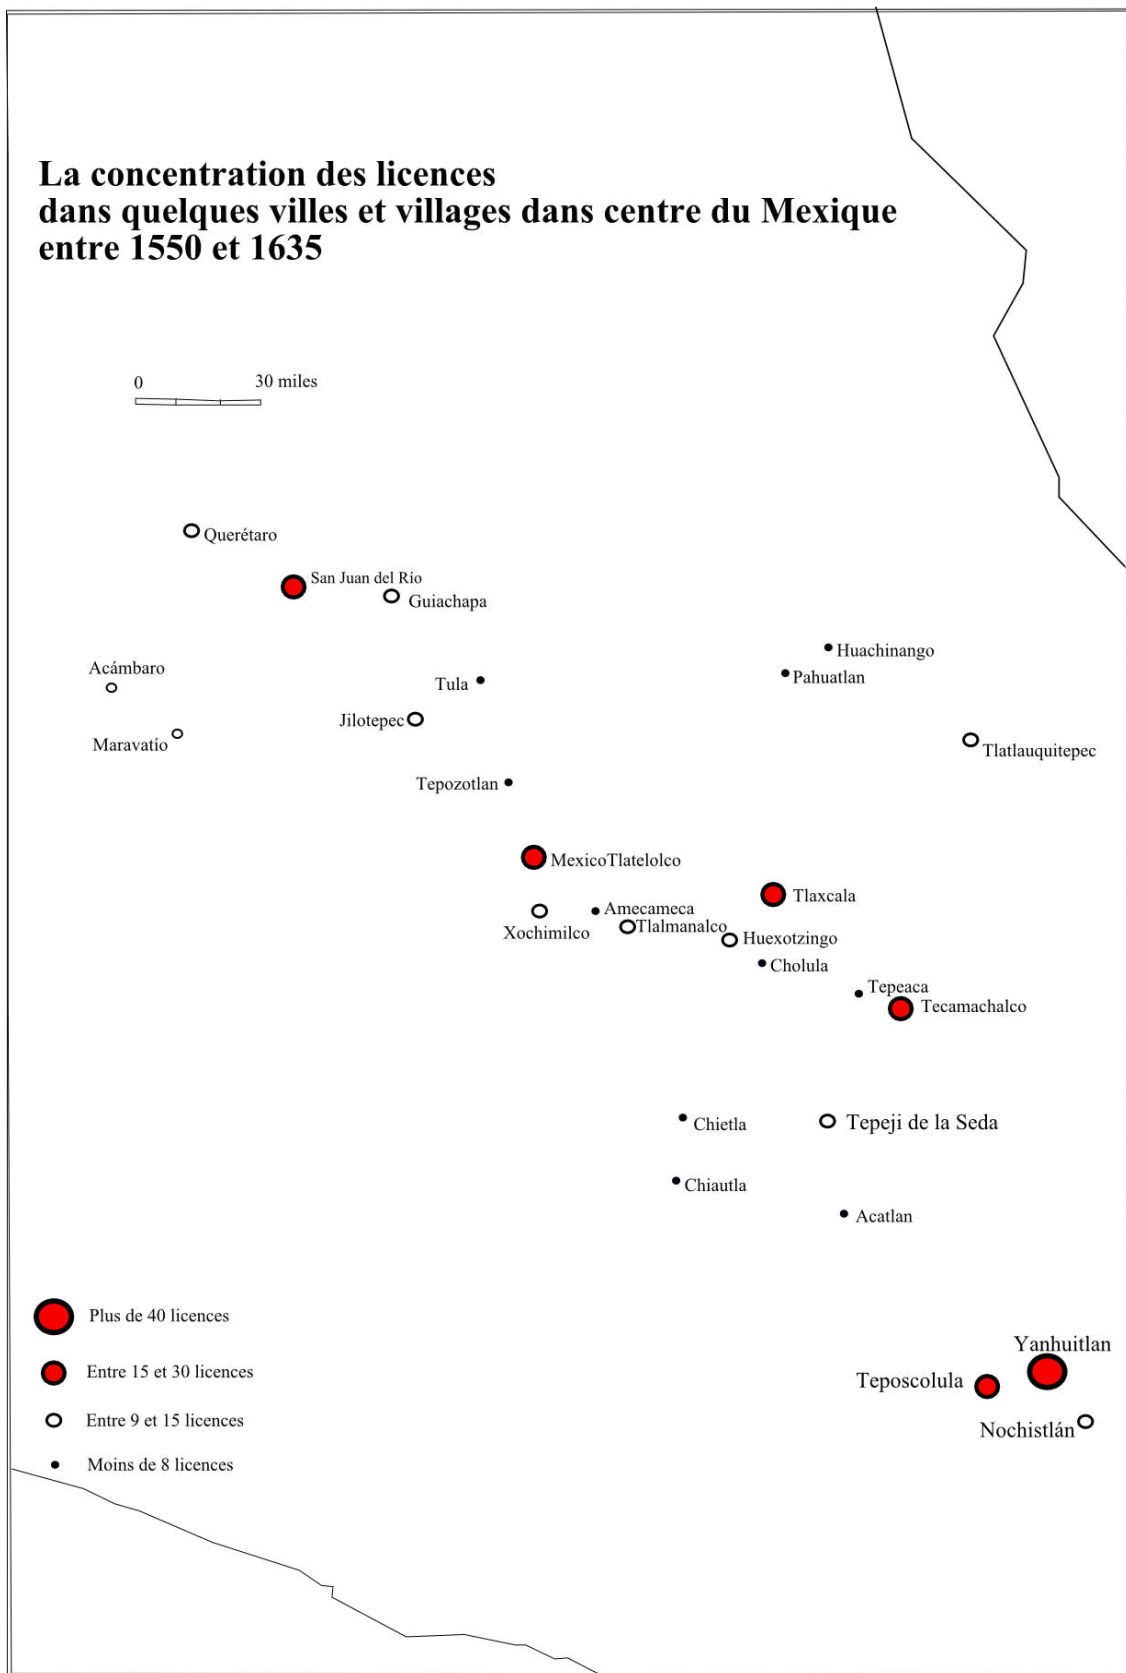 La concentration des licences
dans quelques villes et villages dans centre du Mexique
entre 1550 et 1635
0 30 miles
Querétaro
San Juan del Río
Guiachapa
Huachinango
Acámbaro
Pahuatlan
Tula
Jilotepec
Maravatío
Tlatlauquitepec
Tepozotlan
MexicoTlatelolco
Tlaxcala
Amecameca
Tlalmanalco
Xochimilco
Huexotzingo
Cholula
Tepeaca
Tecamachalco
Chietla
Tepeji de la Seda
Chiautla
Acatlan
Plus de 40 licences
Yanhuitlan
Entre 15 et 30 licences
Teposcolula
Entre 9 et 15 licences
Nochistlán
Moins de 8 licences